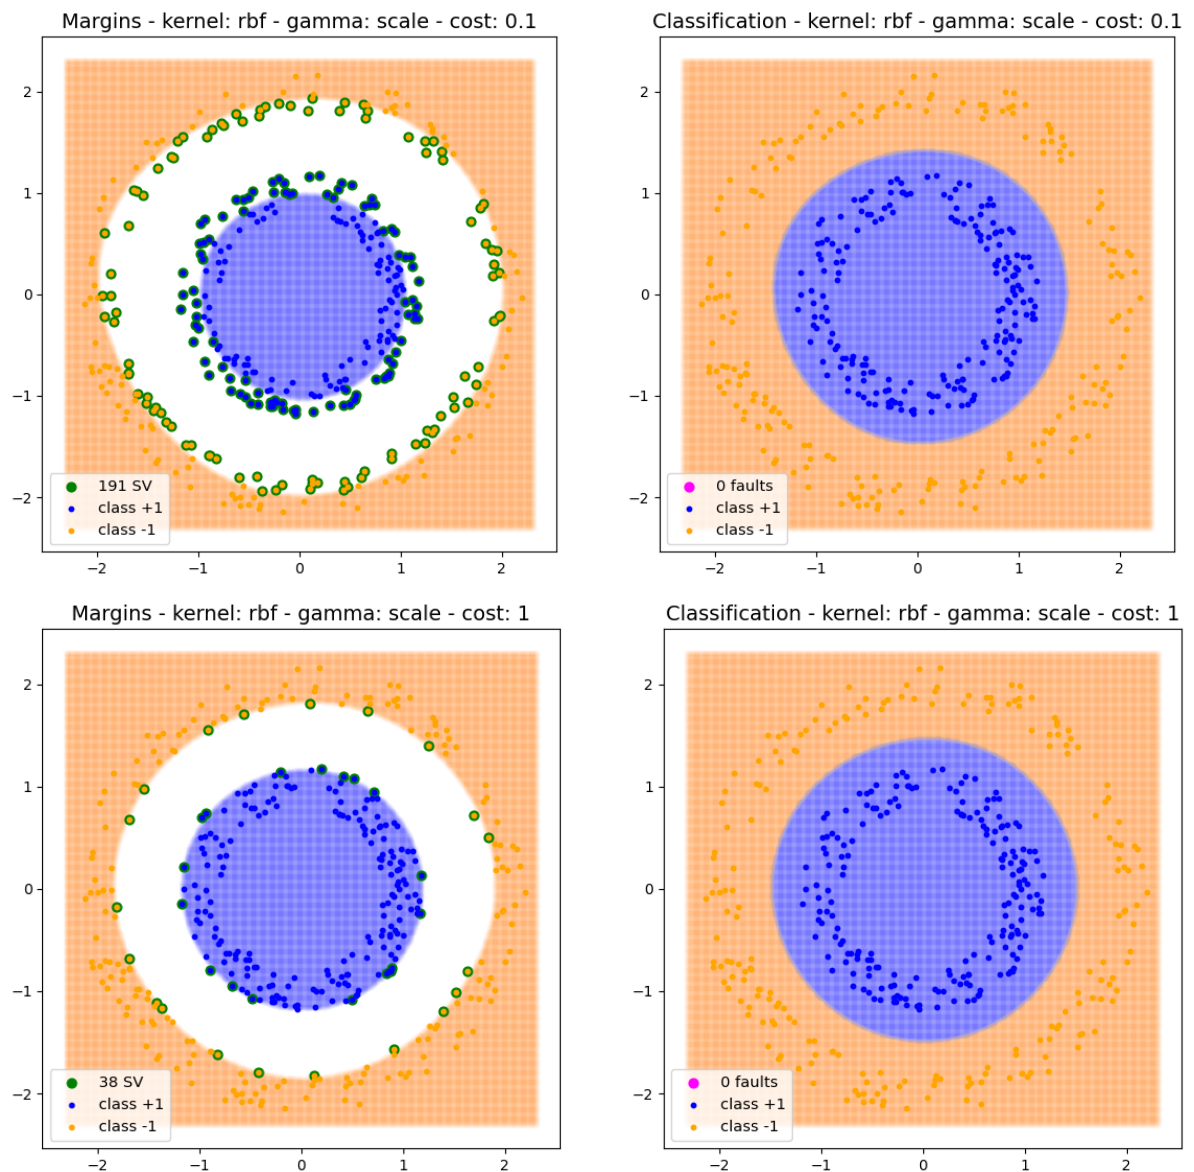 Margins - kernel: rbf - gamma: scale - cost: 0.1
2
1
0
−1
−2
191 SV
class +1
class -1
−2 −1 0 1 2
Classification - kernel: rbf - gamma: scale - cost: 0.1
2
1
0
−1
−2
0 faults
class +1
class -1
−2 −1 0 1 2
Margins - kernel: rbf - gamma: scale - cost: 1
2
1
0
−1
−2
38 SV
class +1
class -1
−2 −1 0 1 2
Classification - kernel: rbf - gamma: scale - cost: 1
2
1
0
−1
−2
0 faults
class +1
class -1
−2 −1 0 1 2